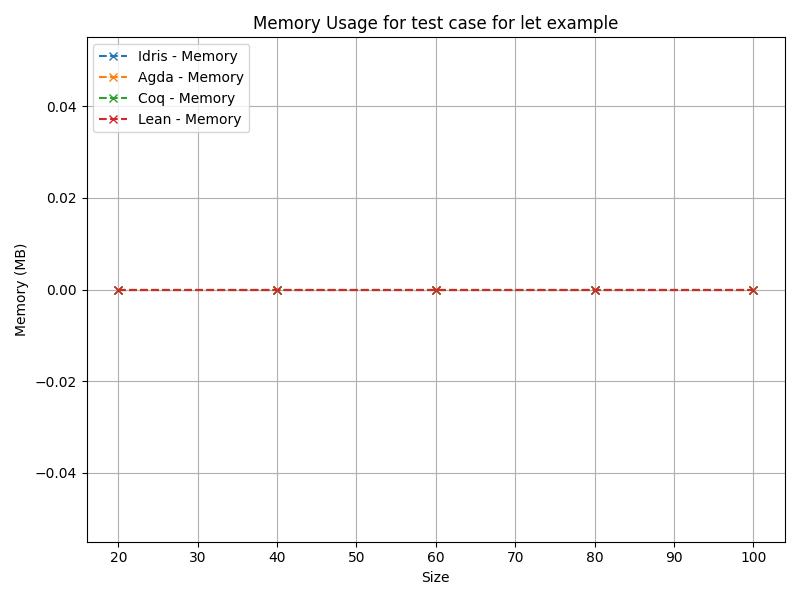 Memory Usage for test case for let example
Idris - Memory
Agda - Memory
Coq - Memory
Lean - Memory
0.04
0.02
0.00
−0.02
−0.04
Memory (MB)
20 30 40 50 60 70 80 90 100
Size